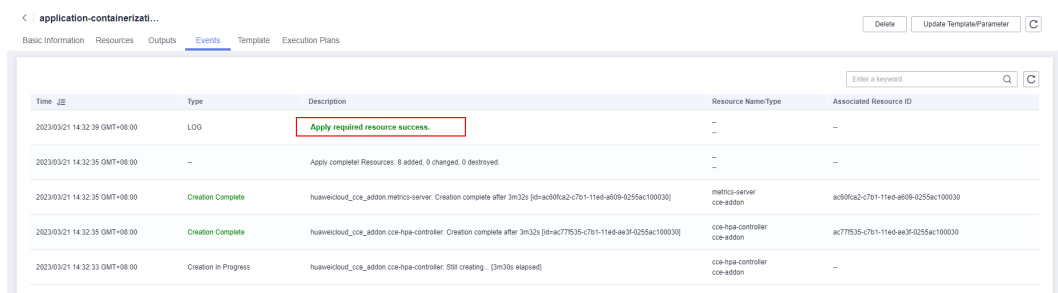 application-containerizati...
Delete
Update Template/Parameter
Basic Information Resources Outputs Events Template Execution Plans
Enter a keyword.
Time Type Description Resource Name/Type Associated Resource ID
2023/03/21 14:32:39 GMT+08:00 LOG Apply required resource success. -- --
--
2023/03/21 14:32:35 GMT+08:00 -- Apply complete! Resources: 8 added, 0 changed, 0 destroyed. -- --
--
2023/03/21 14:32:35 GMT+08:00 Creation Complete huaweicloud_cce_addon.metrics-server: Creation complete after 3m32s [id=ac60fca2-c7b1-11ed-a609-0255ac100030] metrics-server ac60fca2-c7b1-11ed-a609-0255ac100030
cce-addon
2023/03/21 14:32:35 GMT+08:00 Creation Complete huaweicloud_cce_addon.cce-hpa-controller: Creation complete after 3m32s [id=ac77f535-c7b1-11ed-ae3f-0255ac100030] cce-hpa-controller ac77f535-c7b1-11ed-ae3f-0255ac100030
cce-addon
2023/03/21 14:32:33 GMT+08:00 Creation In Progress huaweicloud_cce_addon.cce-hpa-controller: Still creating... [3m30s elapsed] cce-hpa-controller --
cce-addon